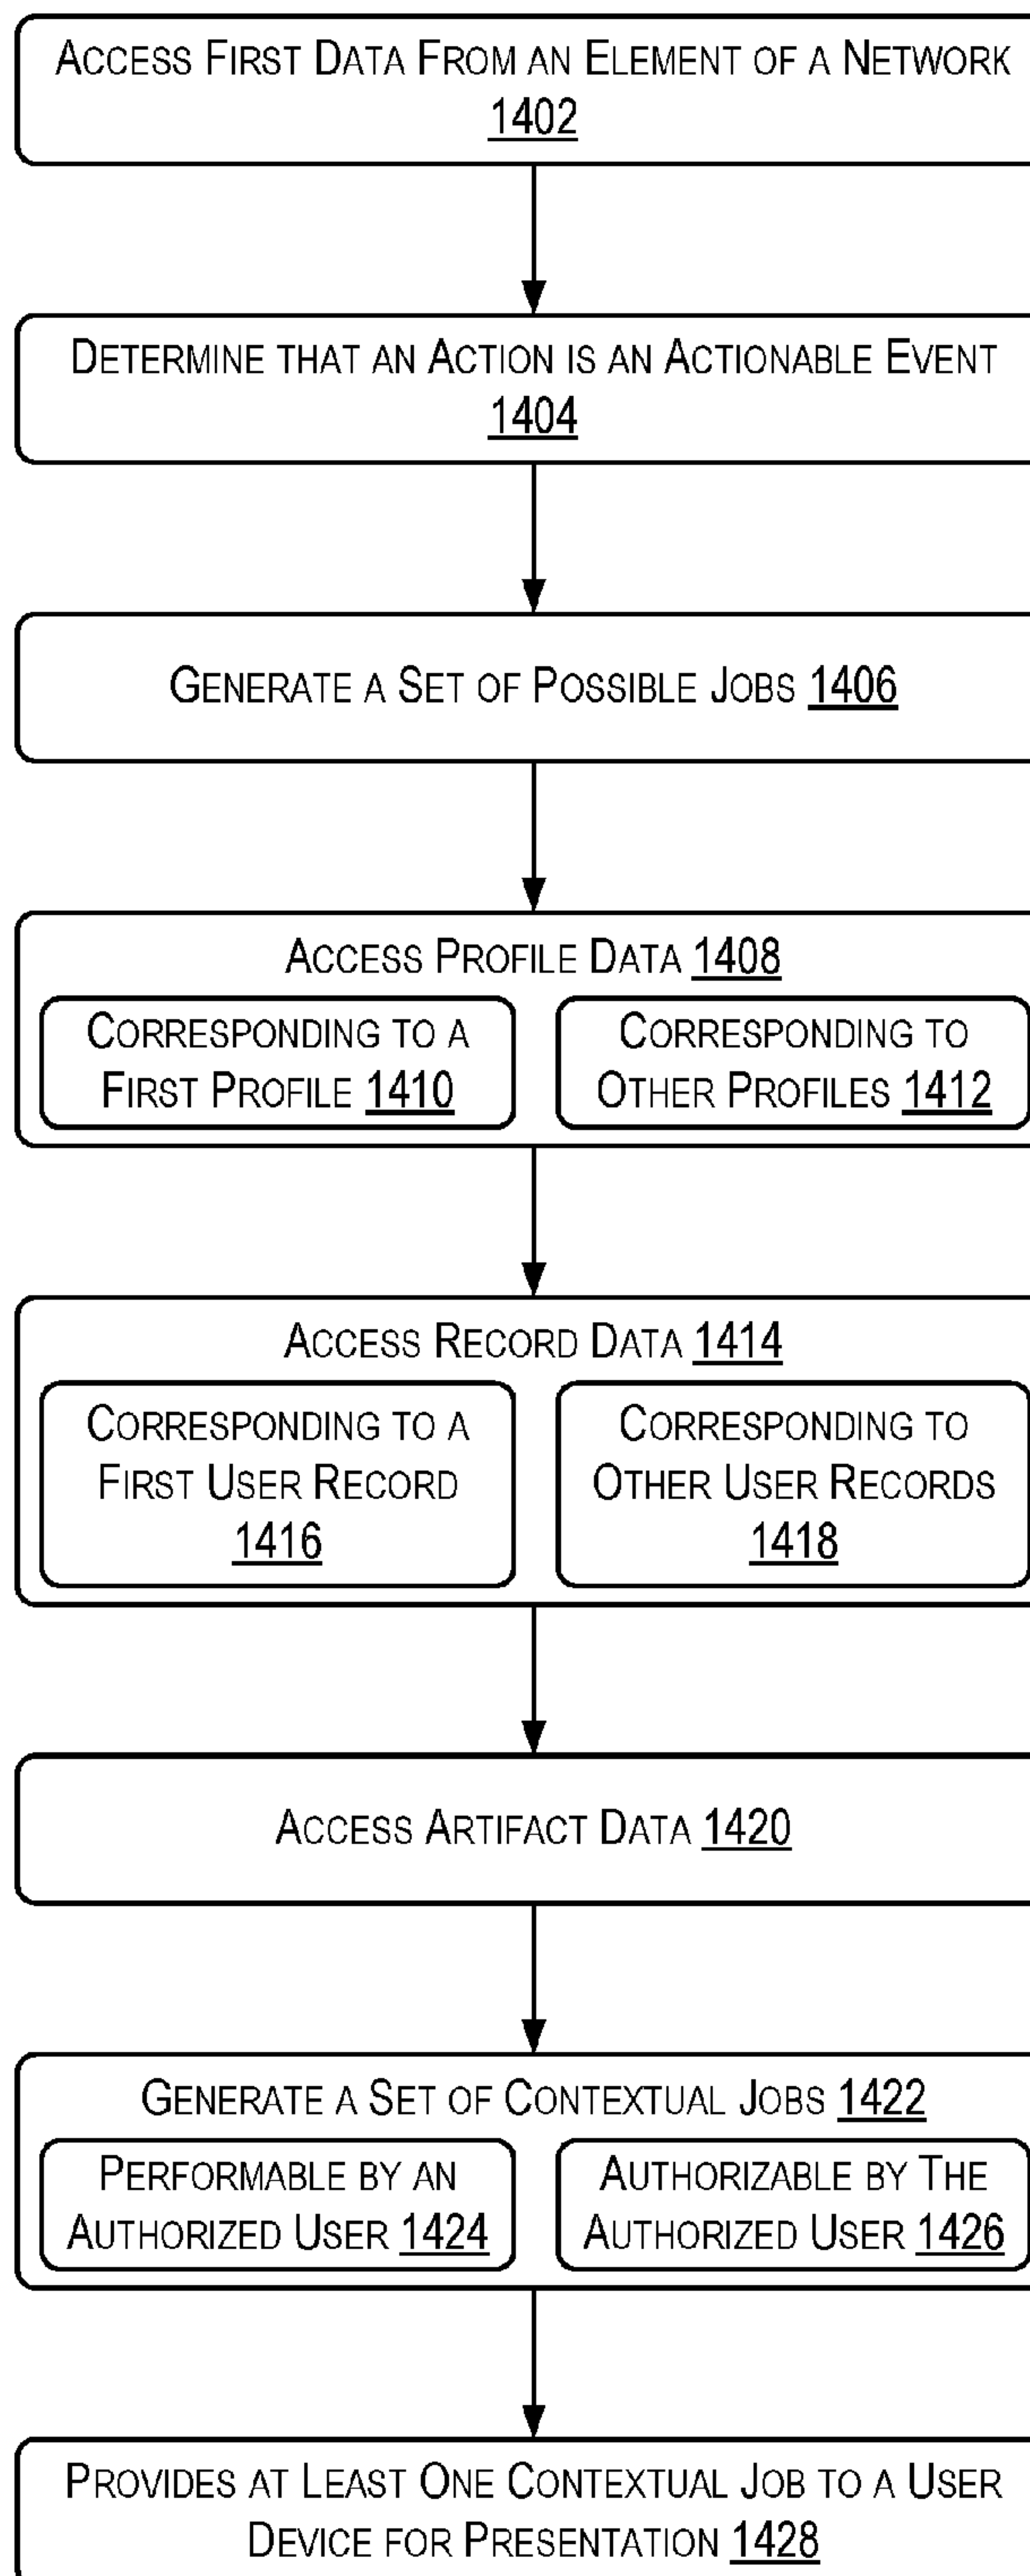 ACCESS FIRST DATA FROM AN ELEMENT OF A NETWORK
1402
DETERMINE THAT AN ACTION IS AN ACTIONABLE EVENT
1404
GENERATE A SET OF POSSIBLE JOBS 1406
ACCESS PROFILE DATA 1408
CORRESPONDING TO A
FIRST PROFILE 1410
CORRESPONDING TO
OTHER PROFILES 1412
ACCESS RECORD DATA 1414
CORRESPONDING TO A
FIRST USER RECORD
1416
CORRESPONDING TO
OTHER USER RECORDS
1418
ACCESS ARTIFACT DATA 1420
GENERATE A SET OF CONTEXTUAL JOBS 1422
PERFORMABLE BY AN
AUTHORIZED USER 1424
AUTHORIZABLE BY THE
AUTHORIZED USER 1426
PROVIDES AT LEAST ONE CONTEXTUAL JOB TO A USER
DEVICE FOR PRESENTATION 1428